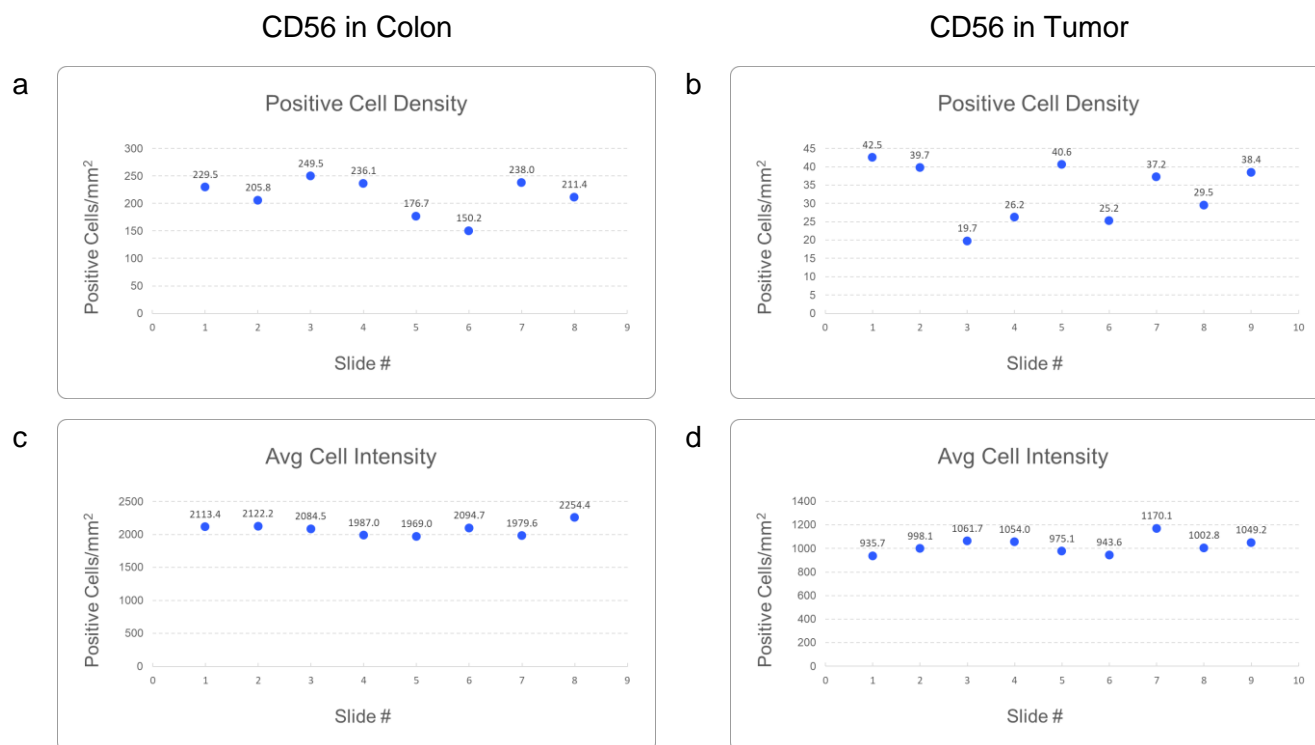 CD56 in Colon
CD56 in Tumor
a
Positive Cell Density
Positive Cells/mm²
300
250
200
150
100
50
0
229.5
205.8
249.5
236.1
176.7
150.2
238.0
211.4
0 1 2 3 4 5 6 7 8 9
Slide #
b
Positive Cell Density
Positive Cells/mm²
45
40
35
30
25
20
15
10
5
0
42.5
39.7
19.7
26.2
40.6
25.2
37.2
29.5
38.4
0 1 2 3 4 5 6 7 8 9 10
Slide #
c
Avg Cell Intensity
Positive Cells/mm²
2500
2000
1500
1000
500
0
2113.4
2122.2
2084.5
1987.0
1969.0
2094.7
1979.6
2254.4
0 1 2 3 4 5 6 7 8 9
Slide #
d
Avg Cell Intensity
Positive Cells/mm²
1400
1200
1000
800
600
400
200
0
935.7
998.1
1061.7
1054.0
975.1
943.6
1170.1
1002.8
1049.2
0 1 2 3 4 5 6 7 8 9 10
Slide #